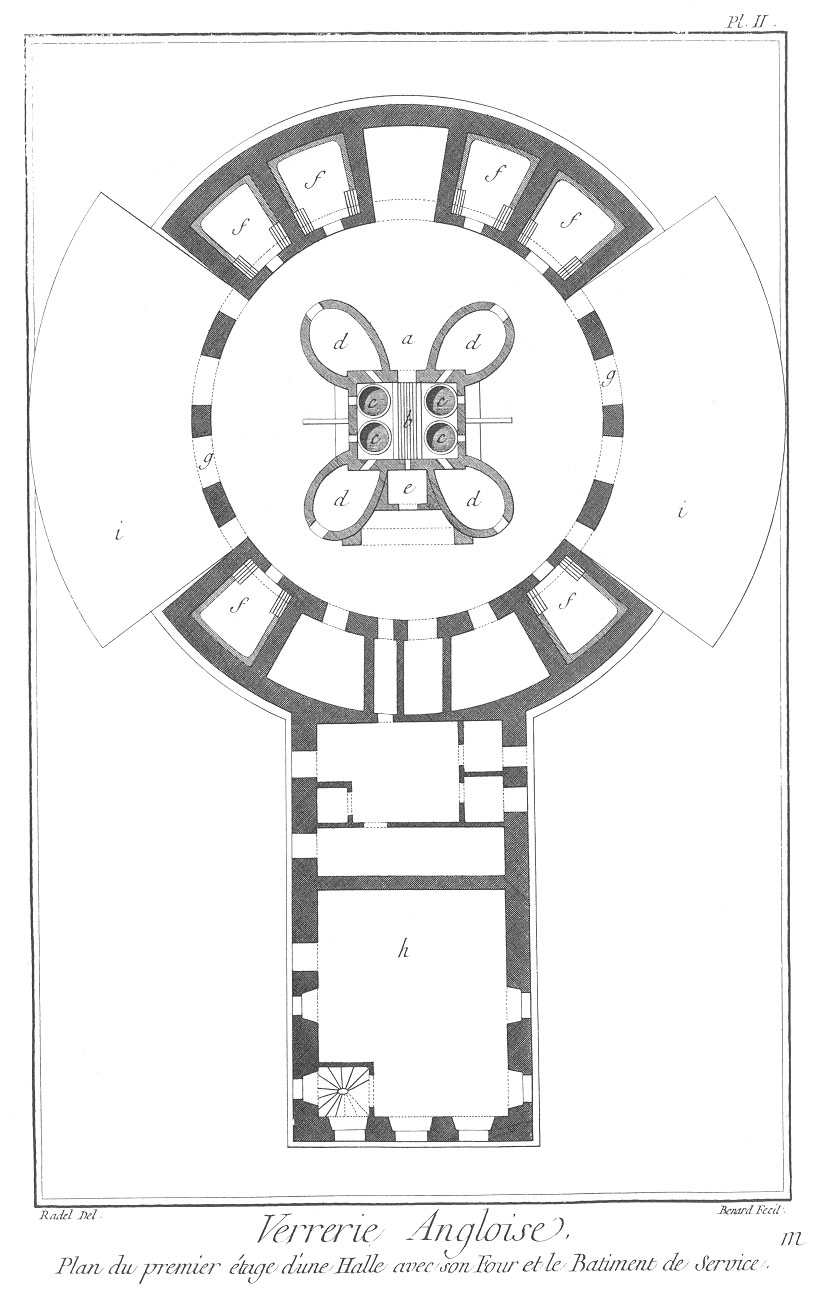 Pl. II.
f
f
f
f
d
a
d
g
c
c
b
c
c
g
e
d
d
i
i
f
f
h
Radel Del.
Benard Fecit.
Verrerie Angloise.
m
Plan du premier étage d'une Halle avec son Four et le Batiment de Service.